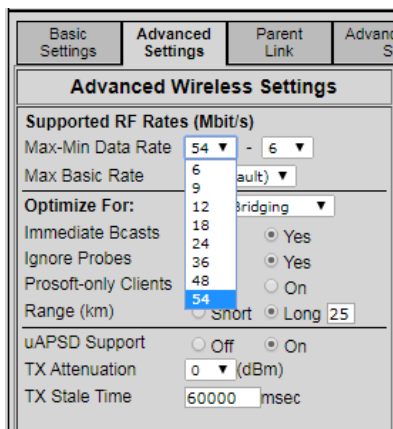 Basic Settings
Advanced Settings
Parent Link
Advanc
S
Advanced Wireless Settings
Supported RF Rates (Mbit/s)
Max-Min Data Rate 54 - 6
Max Basic Rate ault)
6
9
12
18
24
36
48
54
Optimize For: Bridging
Immediate Bcasts Yes
Ignore Probes Yes
Prosoft-only Clients On
Range (km) Short Long 25
uAPSD Support Off On
TX Attenuation 0 (dBm)
TX Stale Time 60000 msec